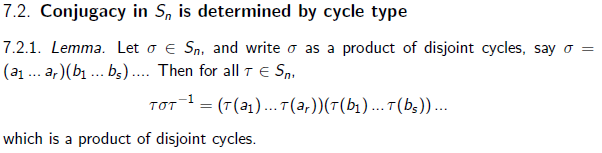 7.2. Conjugacy in Sₙ is determined by cycle type
7.2.1. Lemma. Let σ ∈ Sₙ, and write σ as a product of disjoint cycles, say σ =
(a₁ ... aᵣ)(b₁ ... bₛ) .... Then for all τ ∈ Sₙ,
τστ⁻¹ = (τ(a₁) ... τ(aᵣ))(τ(b₁) ... τ(bₛ)) ...
which is a product of disjoint cycles.